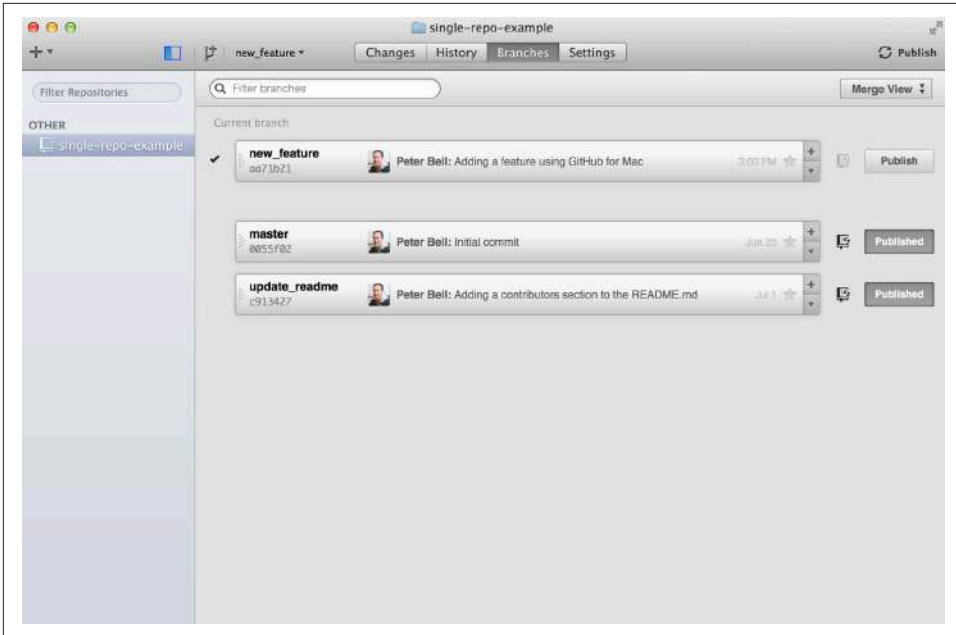 single-repo-example
new_feature
Changes History Branches Settings
Publish
Filter Repositories
Filter branches
Merge View
OTHER
single-repo-example
Current branch
new_feature
aa71b21
Peter Bell: Adding a feature using GitHub for Mac
3:00 PM
Publish
master
0055f02
Peter Bell: Initial commit
Published
update_readme
c913427
Peter Bell: Adding a contributors section to the README.md
Jul 1
Published